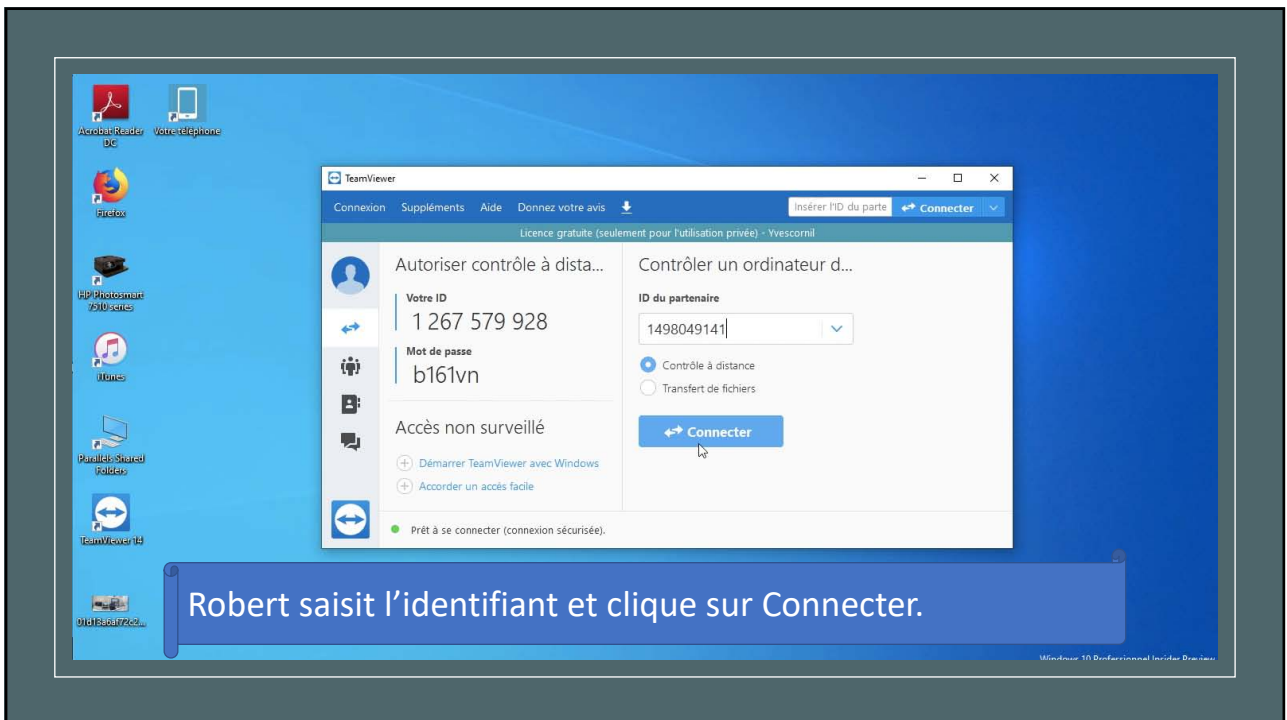 Acrobat Reader
DC
Votre téléphone
Firefox
HP Photosmart
7510 series
iTunes
Parallels Shared
Folders
TeamViewer 14
TeamViewer
Connexion Suppléments Aide Donnez votre avis
Insérer l'ID du parte
Connecter
Licence gratuite (seulement pour l'utilisation privée) - Yvescornil
Autoriser contrôle à dista...
Votre ID
1 267 579 928
Mot de passe
b161vn
Accès non surveillé
Démarrer TeamViewer avec Windows
Accorder un accès facile
Contrôler un ordinateur d...
ID du partenaire
1498049141
Contrôle à distance
Transfert de fichiers
Connecter
Prêt à se connecter (connexion sécurisée).
Robert saisit l'identifiant et clique sur Connecter.
Windows 10 Professionnel Insider Preview